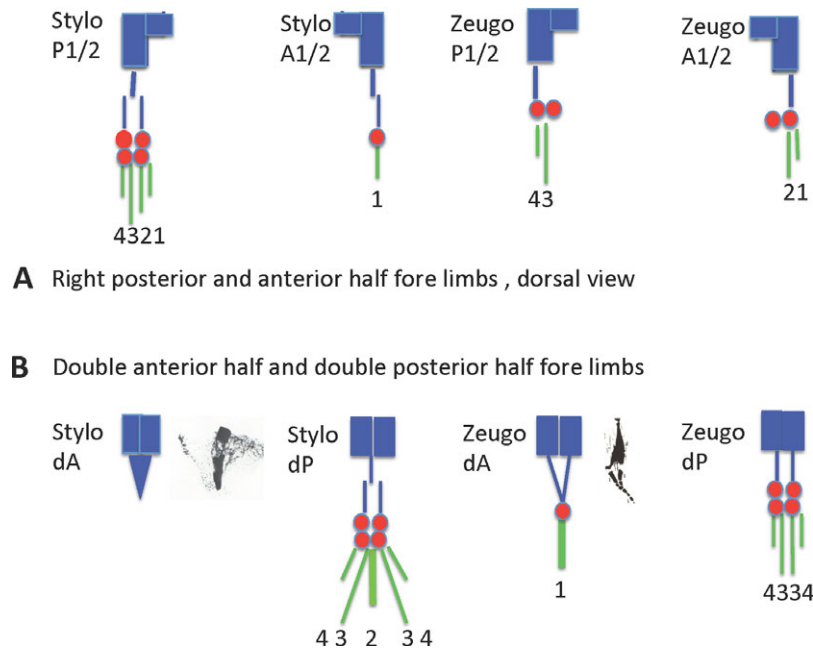 Stylo P1/2
Stylo A1/2
Zeugo P1/2
Zeugo A1/2
4321
1
43
21
A Right posterior and anterior half fore limbs , dorsal view
B Double anterior half and double posterior half fore limbs
Stylo dA
Stylo dP
Zeugo dA
Zeugo dP
4 3 2 3 4
1
4334